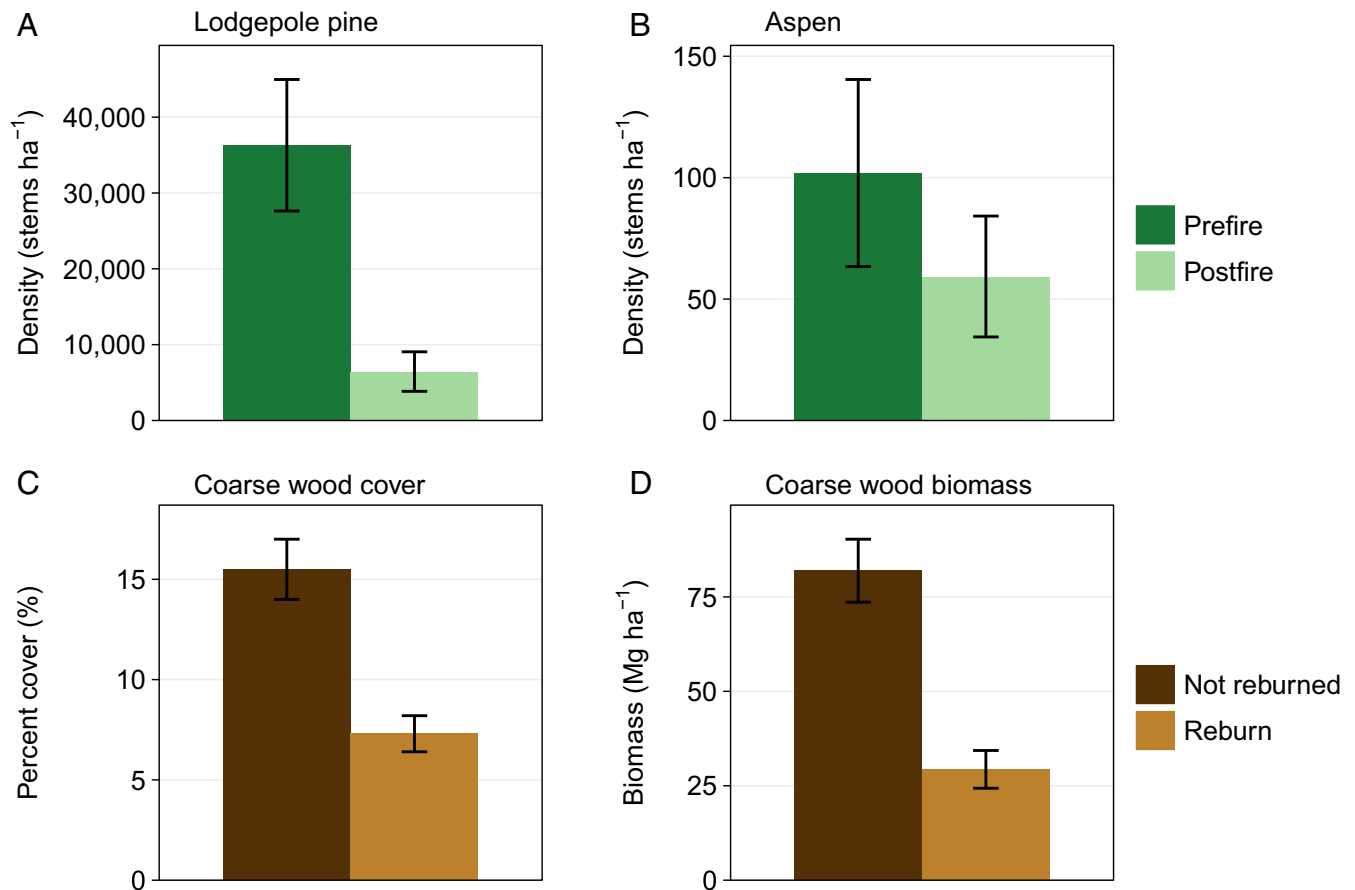 A Lodgepole pine
Density (stems ha⁻¹)
40,000
30,000
20,000
10,000
0
B Aspen
Density (stems ha⁻¹)
150
100
50
0
Prefire
Postfire
C Coarse wood cover
Percent cover (%)
15
10
5
0
D Coarse wood biomass
Biomass (Mg ha⁻¹)
75
50
25
0
Not reburned
Reburn